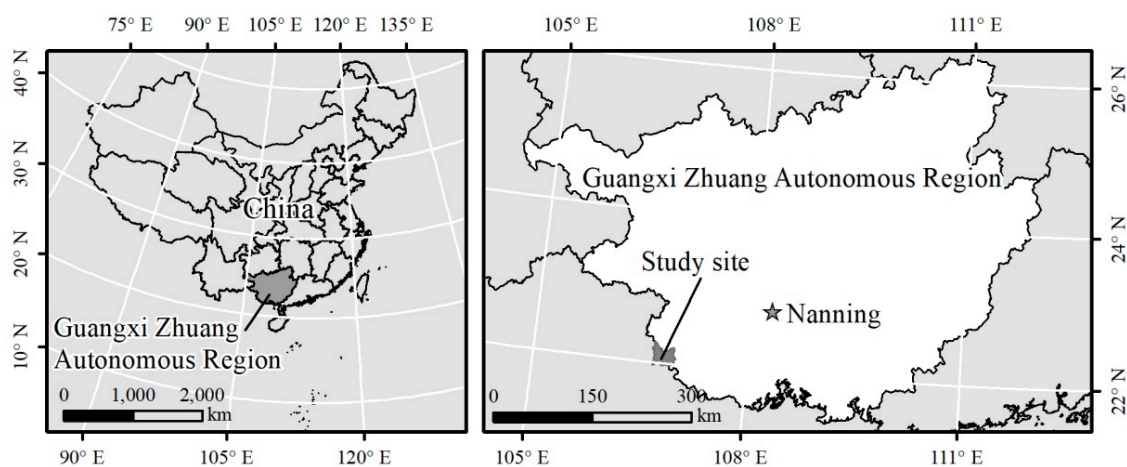 75° E 90° E 105° E 120° E 135° E
40° N
30° N
20° N
10° N
China
Guangxi Zhuang
Autonomous Region
0 1,000 2,000
km
90° E 105° E 120° E
105° E 108° E 111° E
26° N
24° N
22° N
Guangxi Zhuang Autonomous Region
Study site
Nanning
0 150 300
km
105° E 108° E 111° E